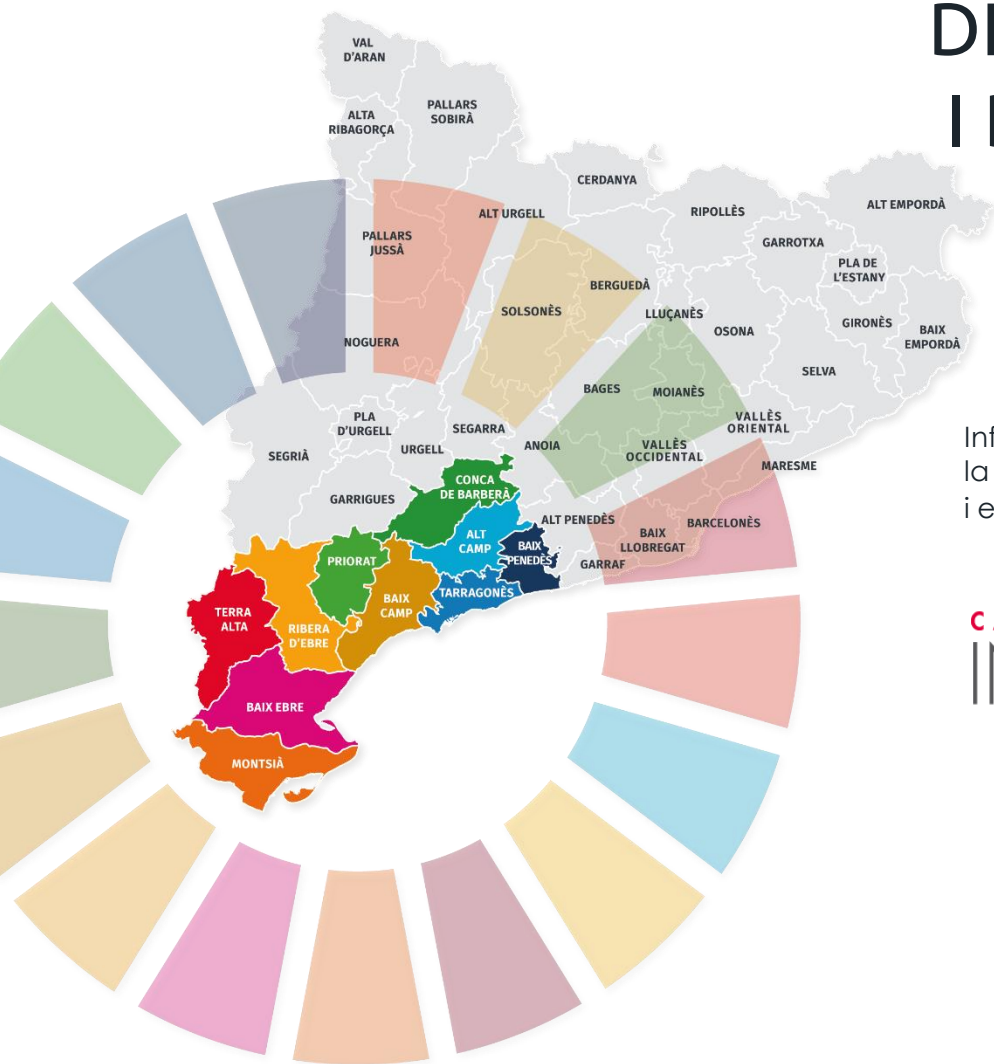 DI
I
VAL
D'ARAN
PALLARS
SOBIRÀ
ALTA
RIBAGORÇA
CERDANYA
ALT URGELL
RIPOLLÈS
ALT EMPORDÀ
PALLARS
JUSSÀ
GARROTXA
PLA DE
L'ESTANY
BERGUEDÀ
SOLSONÈS
LLUÇANÈS
OSONA
GIRONÈS
BAIX
EMPORDÀ
NOGUERA
SELVA
BAGES
MOIANÈS
PLA
D'URGELL
SEGARRA
VALLÈS
ORIENTAL
SEGRIÀ
URGELL
ANOIA
VALLÈS
OCCIDENTAL
MARESME
GARRIGUES
CONCA
DE BARBERÀ
ALT PENEDÈS
BARCELONÈS
BAIX
LLOBREGAT
ALT
CAMP
BAIX
PENEDÈS
GARRAF
PRIORAT
TARRAGONÈS
BAIX
CAMP
TERRA
ALTA
RIBERA
D'EBRE
BAIX EBRE
MONTSIÀ
Inf
la
i e
C